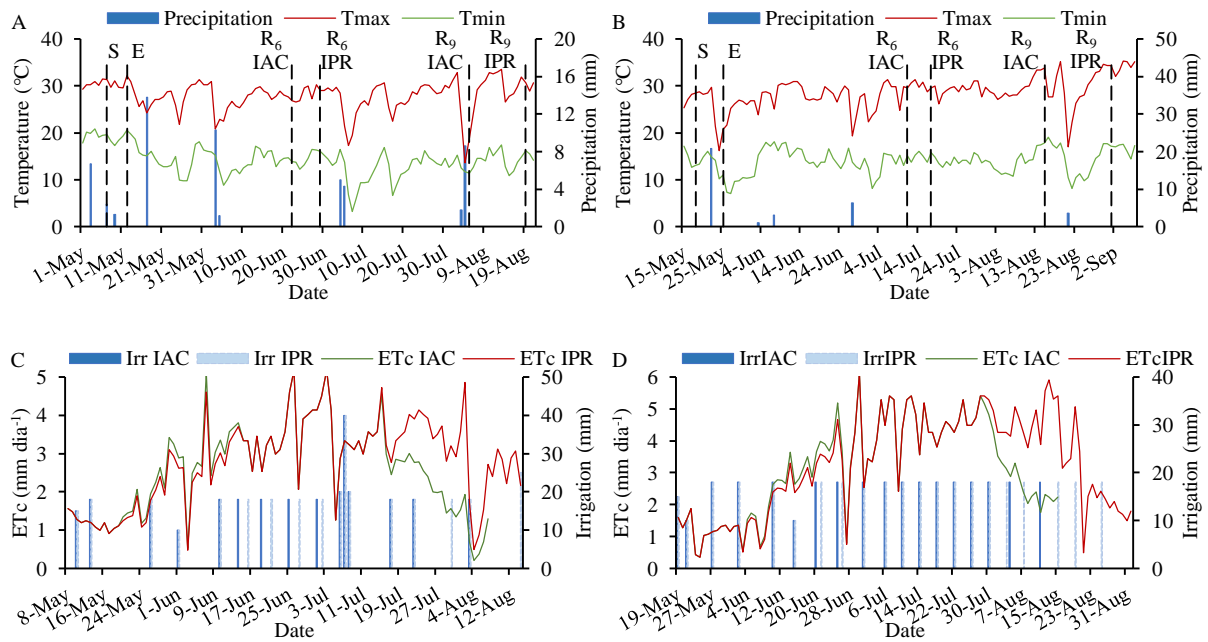 A Precipitation Tmax Tmin
S E R6 IAC R6 IPR R9 IAC R9 IPR
40 30 20 10 0
Temperature (°C)
20 16 12 8 4 0
Precipitation (mm)
1-May 11-May 21-May 31-May 10-Jun 20-Jun 30-Jun 10-Jul 20-Jul 30-Jul 9-Aug 19-Aug
Date
B Precipitation Tmax Tmin
S E R6 IAC R6 IPR R9 IAC R9 IPR
40 30 20 10 0
Temperature (°C)
50 40 30 20 10 0
Precipitation (mm)
15-May 25-May 4-Jun 14-Jun 24-Jun 4-Jul 14-Jul 24-Jul 3-Aug 13-Aug 23-Aug 2-Sep
Date
C Irr IAC Irr IPR ETc IAC ETc IPR
5 4 3 2 1 0
ETc (mm dia-1)
50 40 30 20 10 0
Irrigation (mm)
8-May 16-May 24-May 1-Jun 9-Jun 17-Jun 25-Jun 3-Jul 11-Jul 19-Jul 27-Jul 4-Aug 12-Aug
Date
D IrrIAC IrrIPR ETc IAC ETcIPR
6 5 4 3 2 1 0
ETc (mm dia-1)
40 30 20 10 0
Irrigation (mm)
19-May 27-May 4-Jun 12-Jun 20-Jun 28-Jun 6-Jul 14-Jul 22-Jul 30-Jul 7-Aug 15-Aug 23-Aug 31-Aug
Date